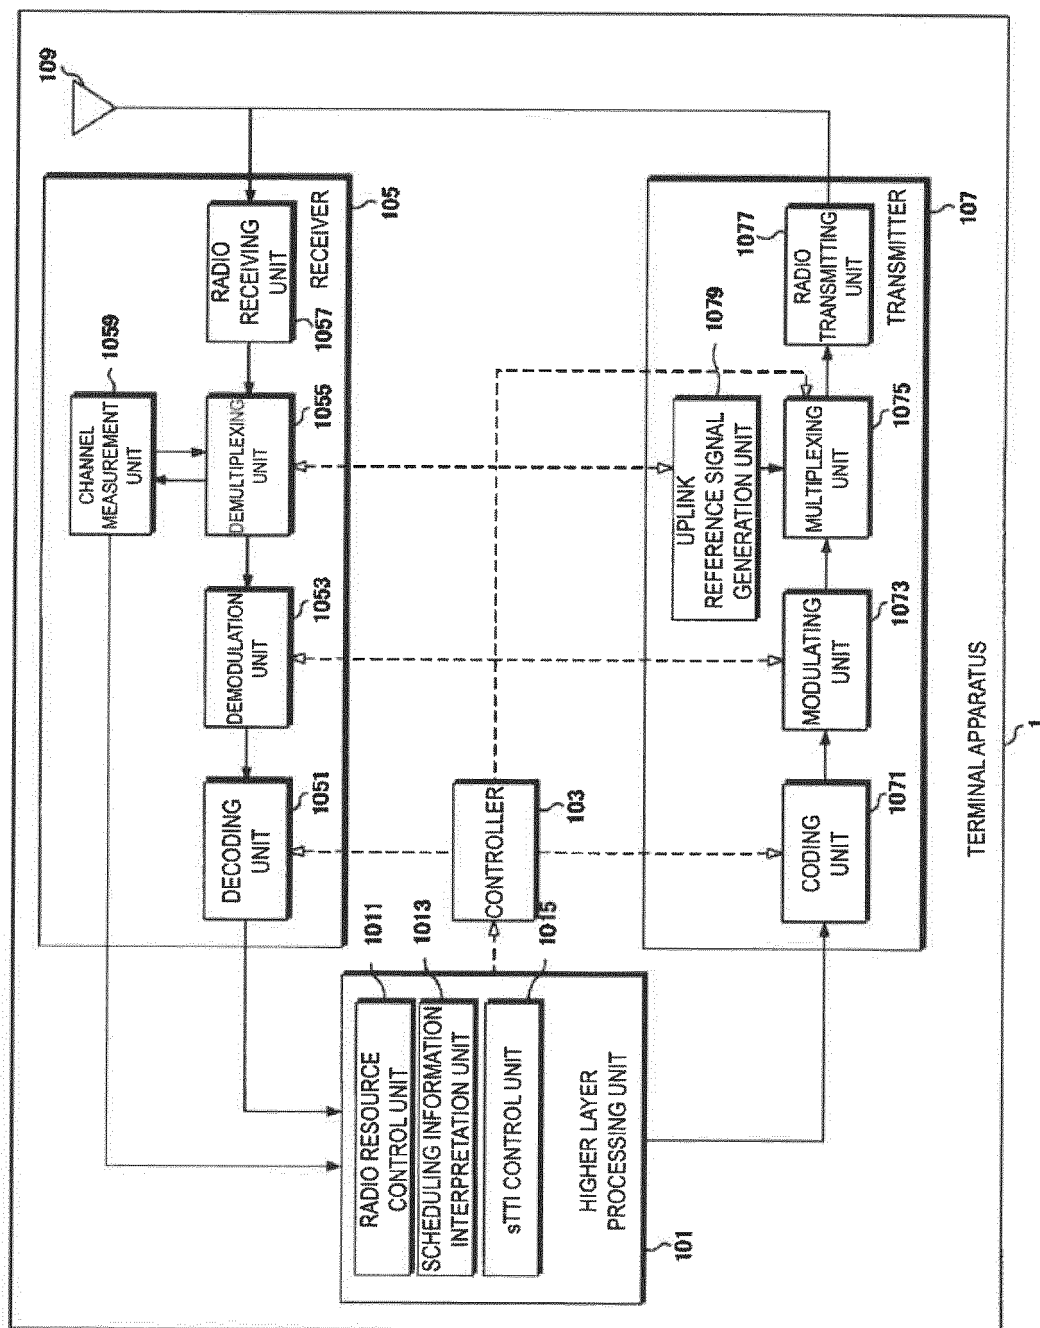 109
1059
CHANNEL
MEASUREMENT
UNIT
RADIO
RECEIVING
UNIT
1057
RECEIVER
105
DEMULTIPLEXING
UNIT
1055
DEMODULATION
UNIT
1053
DECODING
UNIT
1051
RADIO RESOURCE
CONTROL UNIT
1011
SCHEDULING INFORMATION
INTERPRETATION UNIT
1013
sTTI CONTROL UNIT
1015
HIGHER LAYER
PROCESSING UNIT
101
CONTROLLER
103
UPLINK
REFERENCE SIGNAL
GENERATION UNIT
1079
CODING
UNIT
1071
MODULATING
UNIT
1073
MULTIPLEXING
UNIT
1075
RADIO
TRANSMITTING
UNIT
1077
TRANSMITTER
107
TERMINAL APPARATUS
1